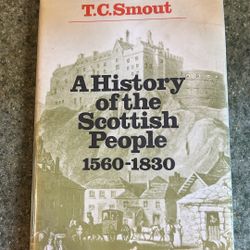 T.C.Smout
A History
of the
Scottish
People
1560-1830